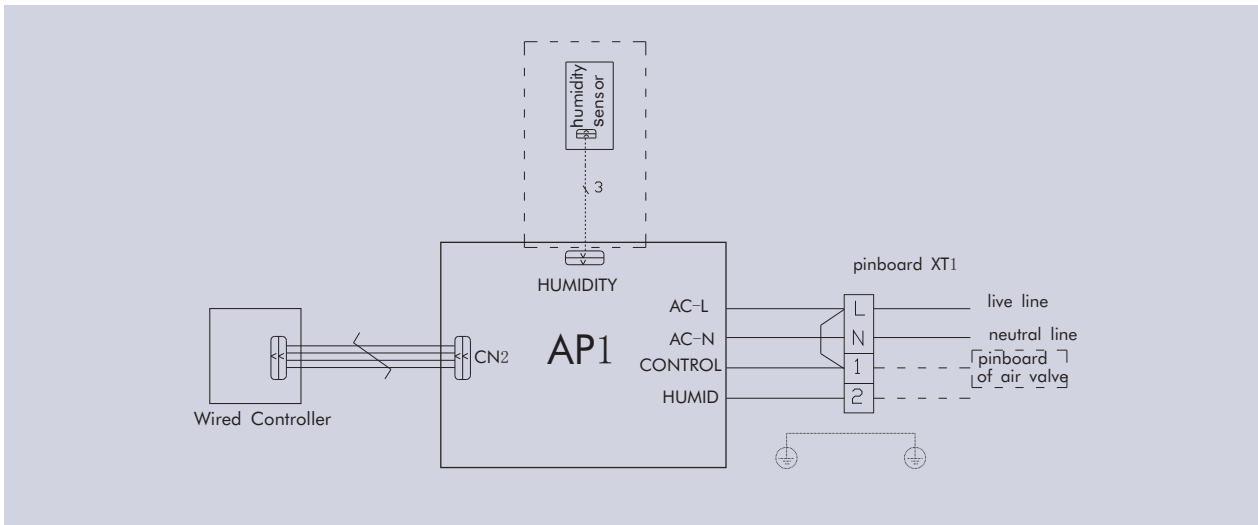 humidity
sensor
3
HUMIDITY
pinboard XT1
AC-L
L
live line
AC-N
N
neutral line
AP1
CN2
CONTROL
1
pinboard
of air valve
HUMID
2
Wired Controller